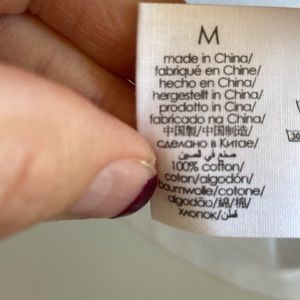 M
made in China/
fabriqué en Chine/
hecho en China/
hergestellt in China/
prodotto in Cina/
fabricado na China/
中国製/中国制造/
сделано в Китае/
صنع في الصين
100% cotton/
coton/algodón/
baumwolle/cotone/
algodão/綿/棉/
хлопок/قطن/